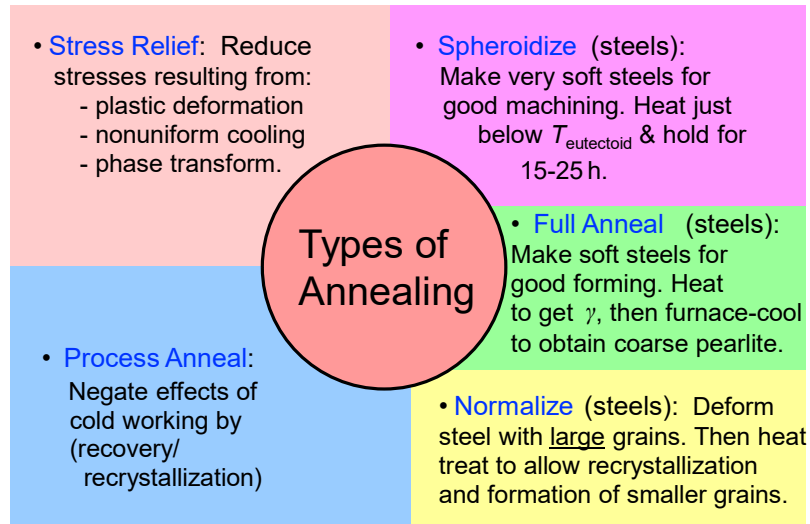 • Stress Relief: Reduce
stresses resulting from:
- plastic deformation
- nonuniform cooling
- phase transform.
• Spheroidize (steels):
Make very soft steels for
good machining. Heat just
below Teutectoid & hold for
15-25 h.
Types of
Annealing
• Full Anneal (steels):
Make soft steels for
good forming. Heat
to get γ, then furnace-cool
to obtain coarse pearlite.
• Process Anneal:
Negate effects of
cold working by
(recovery/
recrystallization)
• Normalize (steels): Deform
steel with large grains. Then heat
treat to allow recrystallization
and formation of smaller grains.